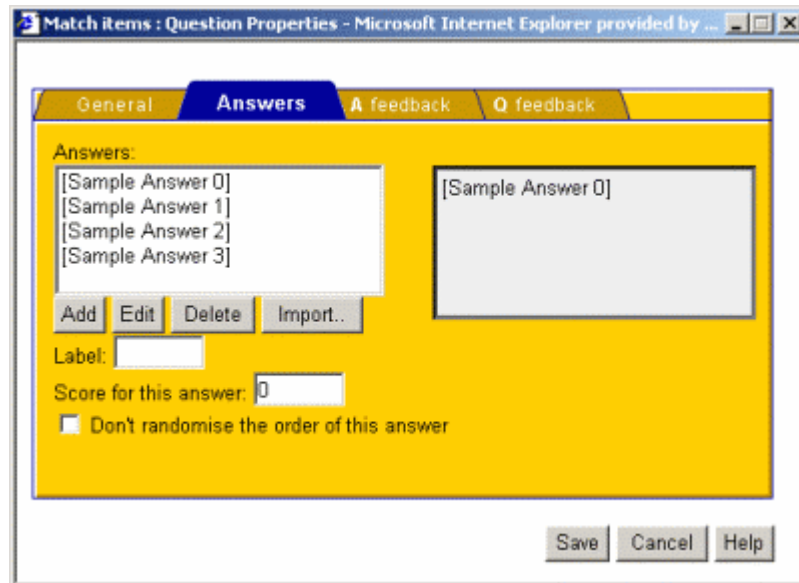 Match items : Question Properties - Microsoft Internet Explorer provided by ...
General Answers A feedback Q feedback
Answers:
[Sample Answer 0]
[Sample Answer 1]
[Sample Answer 2]
[Sample Answer 3]
[Sample Answer 0]
Add Edit Delete Import..
Label:
Score for this answer: 0
Don't randomise the order of this answer
Save Cancel Help